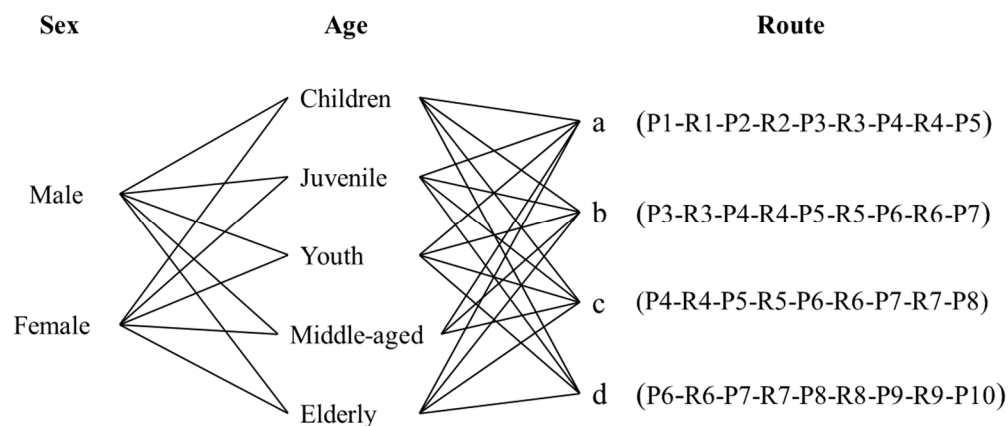 Sex Age Route
Children
a (P1-R1-P2-R2-P3-R3-P4-R4-P5)
Juvenile
Male
b (P3-R3-P4-R4-P5-R5-P6-R6-P7)
Youth
c (P4-R4-P5-R5-P6-R6-P7-R7-P8)
Female
Middle-aged
d (P6-R6-P7-R7-P8-R8-P9-R9-P10)
Elderly